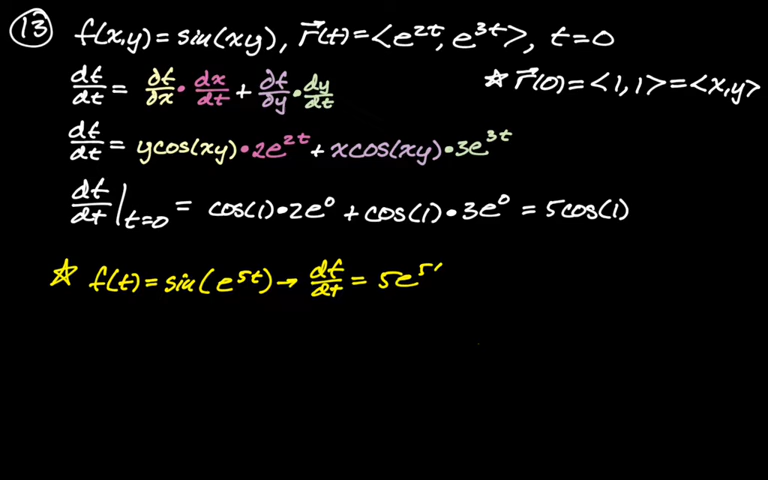 ⑬ f(x,y) = sin(xy), r⃗(t) = <e^{2t}, e^{3t}>, t=0
☆ r⃗(0) = <1, 1> = <x,y>
df/dt = ∂f/∂x · dx/dt + ∂f/∂y · dy/dt
df/dt = ycos(xy) · 2e^{2t} + xcos(xy) · 3e^{3t}
df/dt |_{t=0} = cos(1) · 2e^0 + cos(1) · 3e^0 = 5cos(1)
☆ f(t) = sin(e^{5t}) → df/dt = 5e^{5